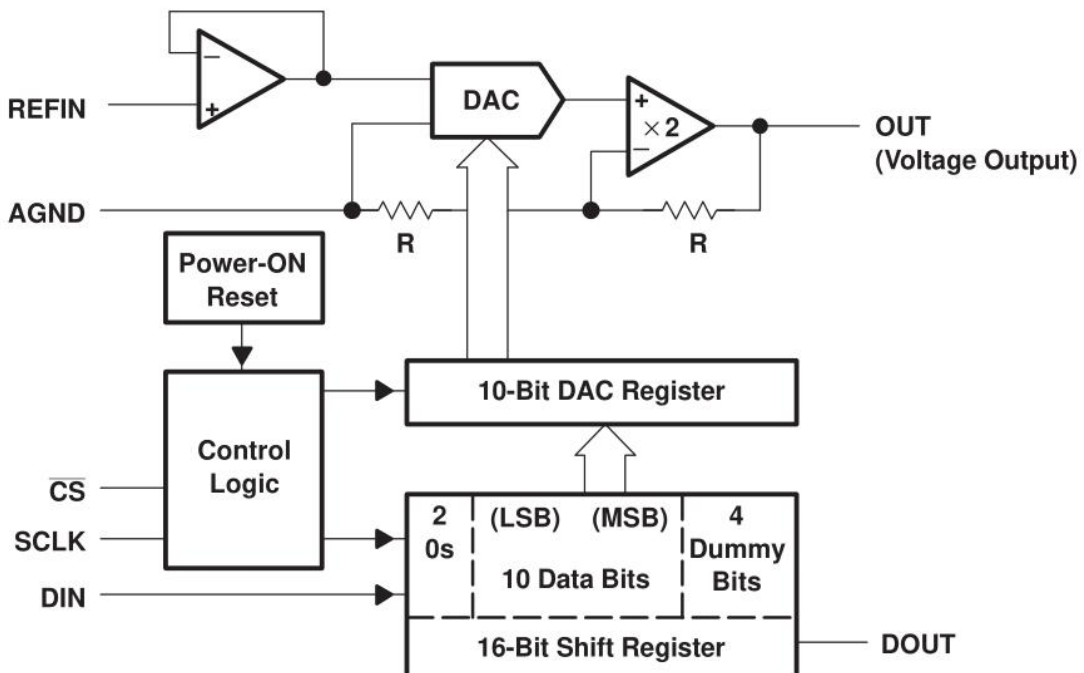 −
REFIN
+
DAC
+
× 2
−
OUT
(Voltage Output)
AGND
R
R
Power-ON
Reset
10-Bit DAC Register
Control
Logic
C̅S̅
SCLK
DIN
2
0s
(LSB) (MSB)
10 Data Bits
4
Dummy
Bits
16-Bit Shift Register
DOUT